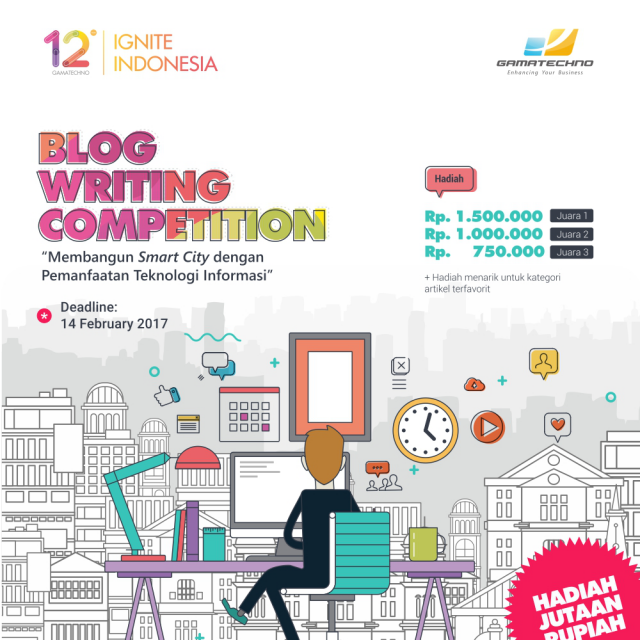 12
GAMATECHNO
IGNITE
INDONESIA
GAMATECHNO
Enhancing Your Business
BLOG
WRITING
COMPETITION
"Membangun Smart City dengan
Pemanfaatan Teknologi Informasi"
Deadline:
14 February 2017
Hadiah
Rp. 1.500.000 Juara 1
Rp. 1.000.000 Juara 2
Rp. 750.000 Juara 3
+ Hadiah menarik untuk kategori
artikel terfavorit
HADIAH
JUTAAN
RUPIAH